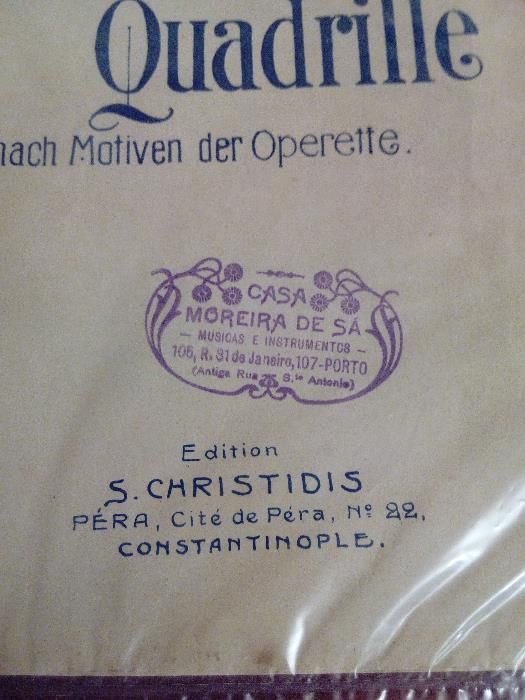 Quadrille
nach Motiven der Operette.
CASA
MOREIRA DE SÁ
— MUSICAS E INSTRUMENTOS —
105, R. 31 de Janeiro, 107-PORTO
(Antiga Rua S.to Antonio)
Edition
S. CHRISTIDIS
PÉRA, Cité de Péra, No 22.
CONSTANTINOPLE.